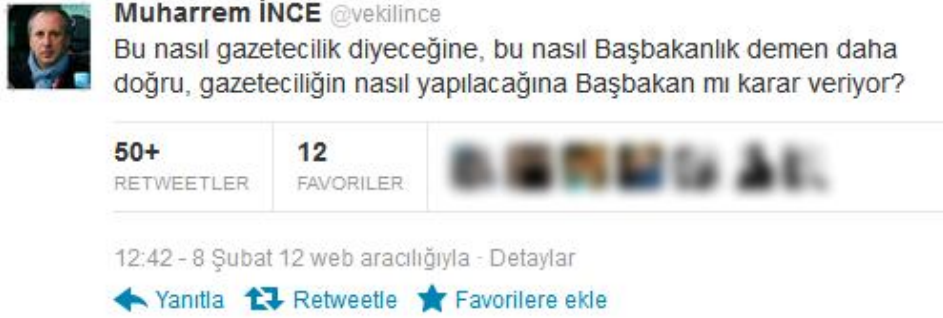 Muharrem İNCE @vekilince
Bu nasıl gazetecilik diyeceğine, bu nasıl Başbakanlık demen daha
doğru, gazeteciliğin nasıl yapılacağına Başbakan mı karar veriyor?
50+ 12
RETWEETLER FAVORİLER
12:42 - 8 Şubat 12 web aracılığıyla · Detaylar
Yanıtla Retweetle Favorilere ekle